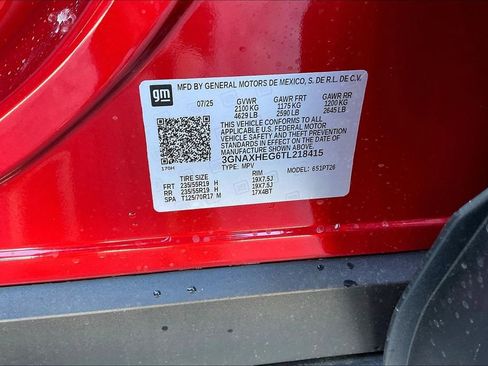 gm
MFD BY GENERAL MOTORS DE MEXICO, S. DE R.L. DE C.V.
07/25 GVWR GAWR FRT GAWR RR
2100 KG 1175 KG 1200 KG
4629 LB 2590 LB 2645 LB
THIS VEHICLE CONFORMS TO ALL
APPLICABLE U.S. FEDERAL MOTOR
VEHICLE SAFETY AND THEFT PREVENTION
STANDARDS IN EFFECT ON THE DATE OF
MANUFACTURE SHOWN ABOVE.
3GNAXHEG6TL218415
170H TYPE: MPV MODEL: 6S1PT26
TIRE SIZE RIM
FRT 235/55R19 H 19X7.5J
RR 235/55R19 H 19X7.5J
SPA T125/70R17 M 17X4BT